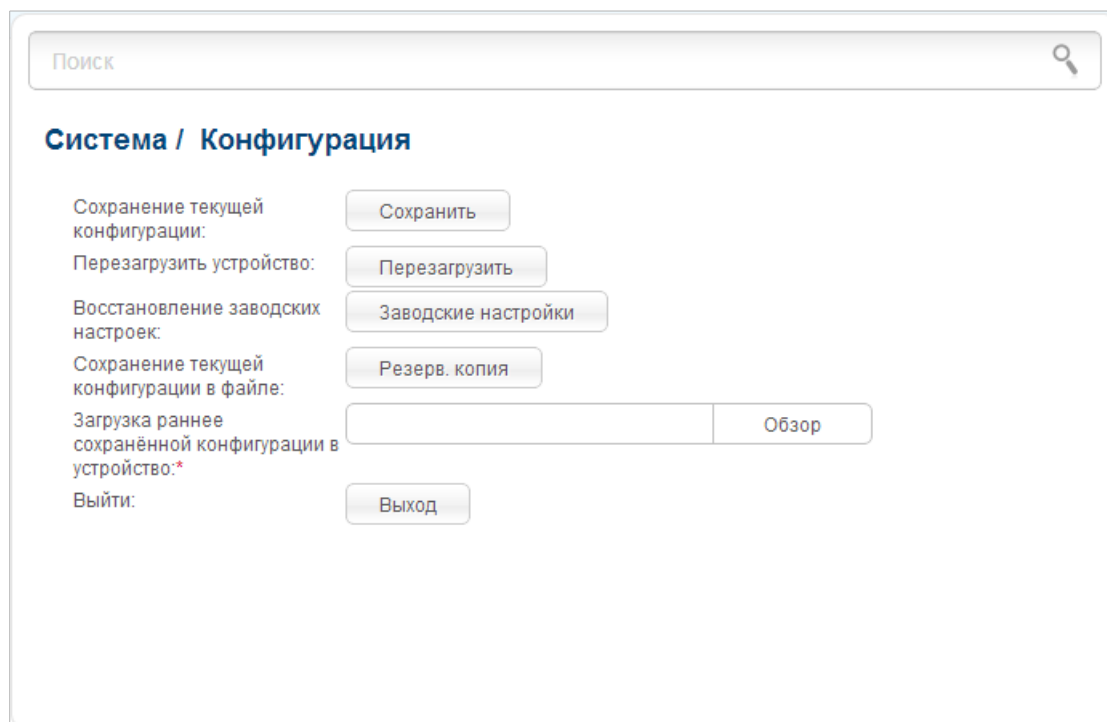 Поиск
Система / Конфигурация
Сохранение текущей
конфигурации:
Сохранить
Перезагрузить устройство:
Перезагрузить
Восстановление заводских
настроек:
Заводские настройки
Сохранение текущей
конфигурации в файле:
Резерв. копия
Загрузка раннее
сохранённой конфигурации в
устройство:*
Обзор
Выйти:
Выход